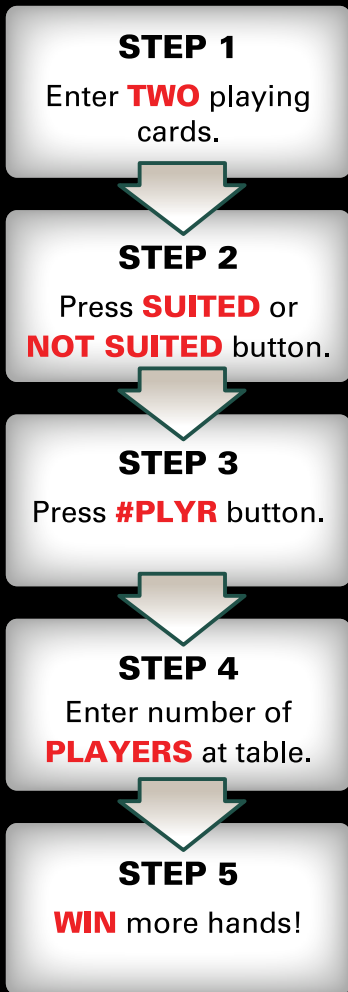 STEP 1
Enter TWO playing
cards.
STEP 2
Press SUITED or
NOT SUITED button.
STEP 3
Press #PLYR button.
STEP 4
Enter number of
PLAYERS at table.
STEP 5
WIN more hands!